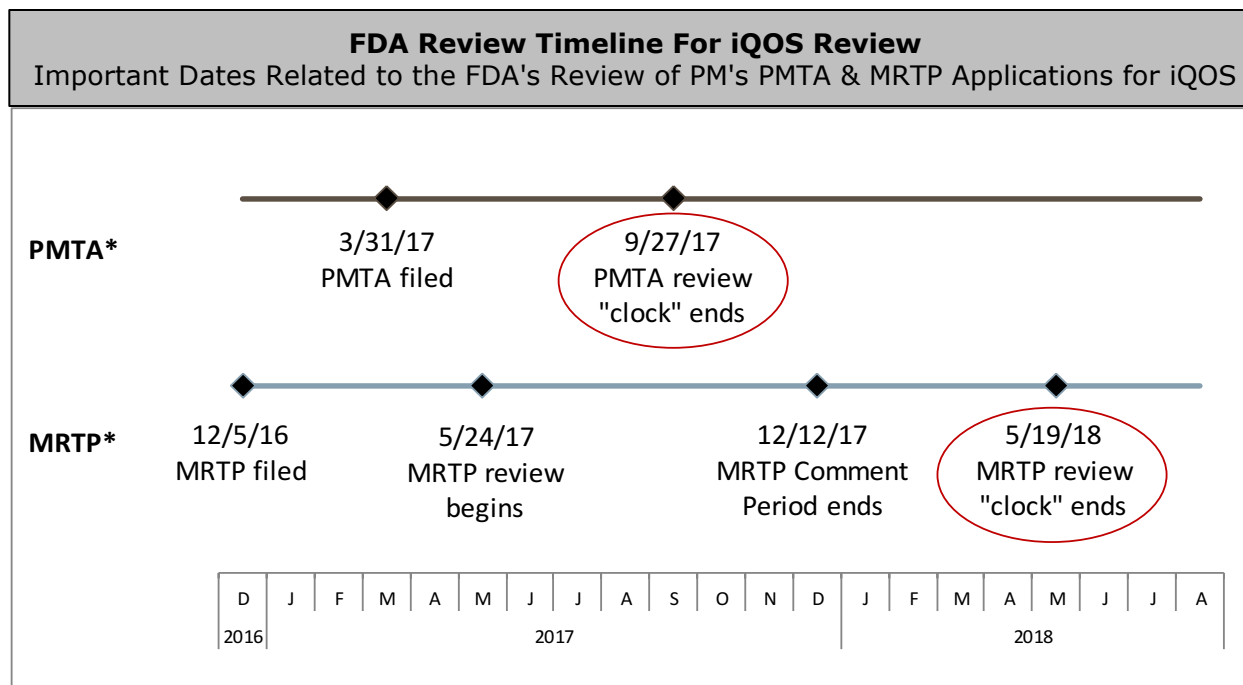 FDA Review Timeline For iQOS Review
Important Dates Related to the FDA's Review of PM's PMTA & MRTP Applications for iQOS
PMTA*
3/31/17
PMTA filed
9/27/17
PMTA review
"clock" ends
MRTP*
12/5/16
MRTP filed
5/24/17
MRTP review
begins
12/12/17
MRTP Comment
Period ends
5/19/18
MRTP review
"clock" ends
D J F M A M J J A S O N D J F M A M J J A
2016 2017 2018